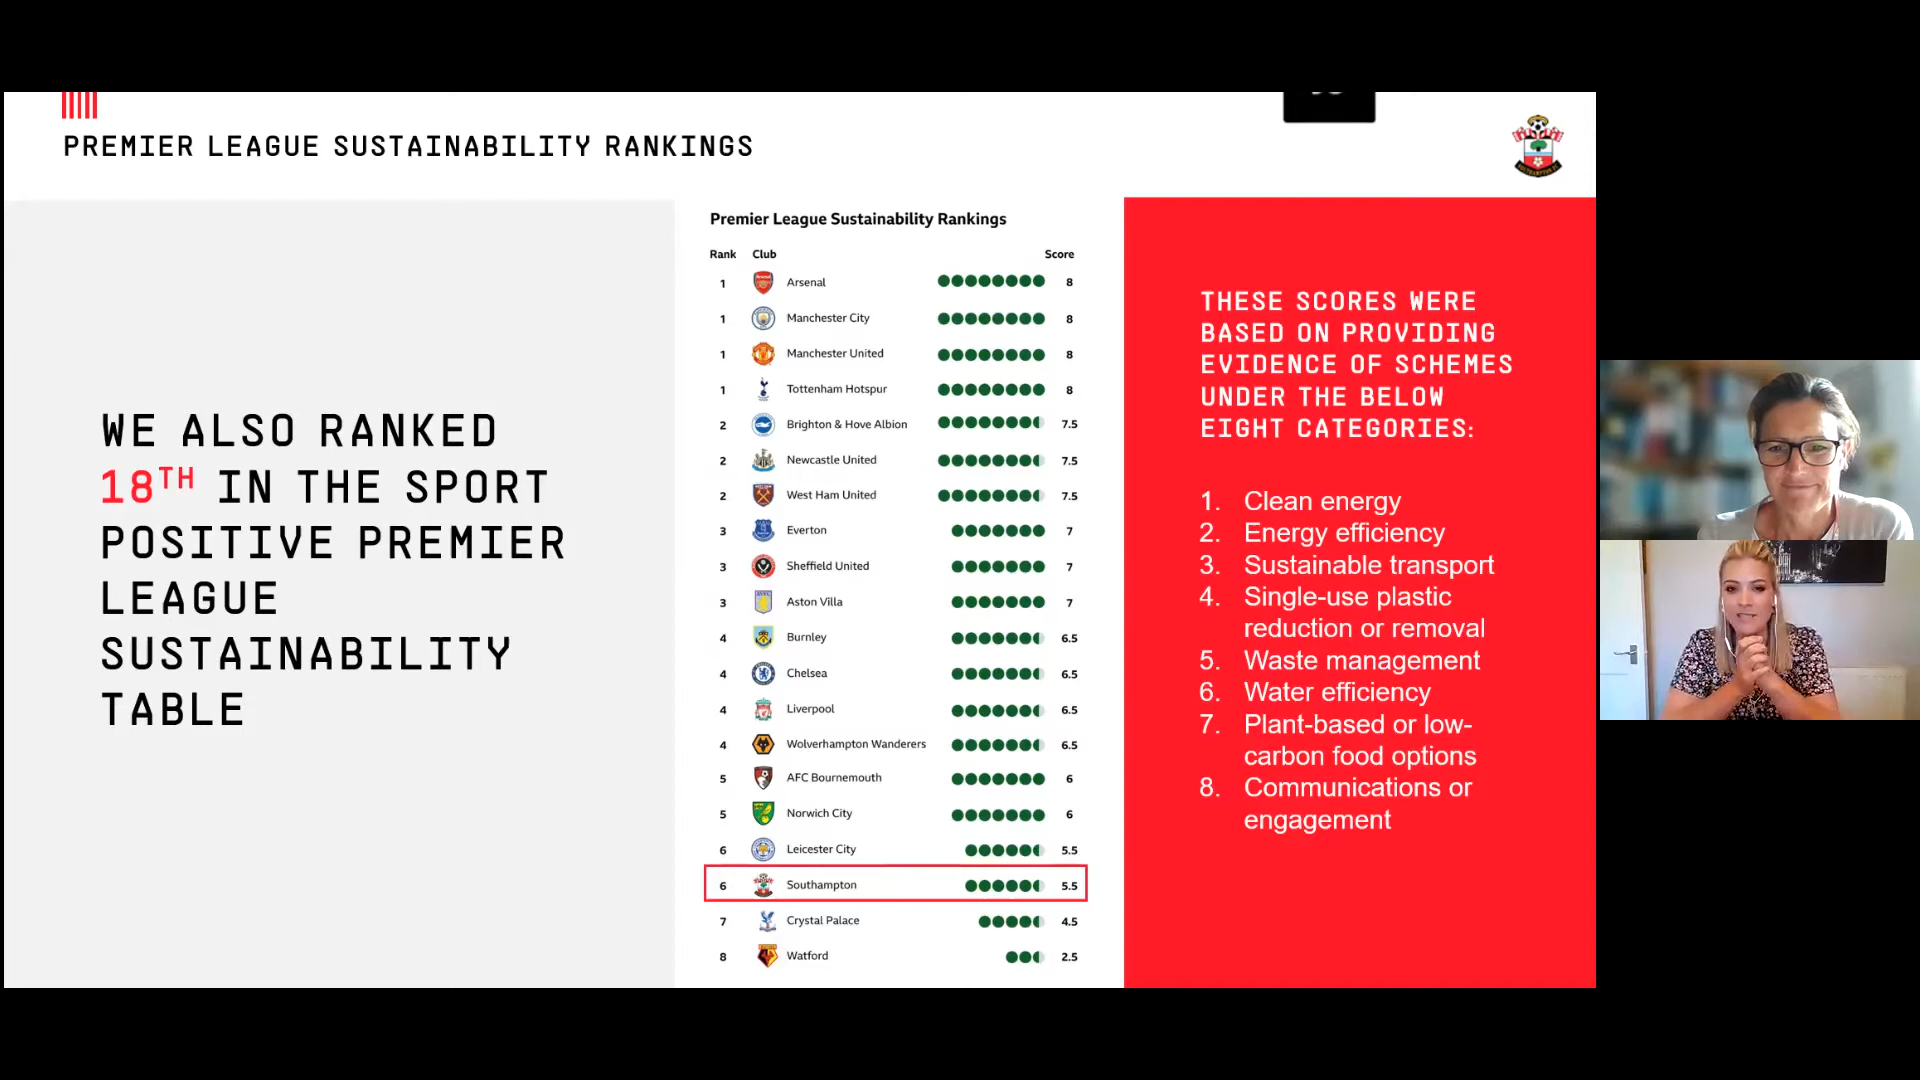 PREMIER LEAGUE SUSTAINABILITY RANKINGS
WE ALSO RANKED
18TH IN THE SPORT
POSITIVE PREMIER
LEAGUE
SUSTAINABILITY
TABLE
Premier League Sustainability Rankings
Rank Club Score
1 Arsenal 8
1 Manchester City 8
1 Manchester United 8
1 Tottenham Hotspur 8
2 Brighton & Hove Albion 7.5
2 Newcastle United 7.5
2 West Ham United 7.5
3 Everton 7
3 Sheffield United 7
3 Aston Villa 7
4 Burnley 6.5
4 Chelsea 6.5
4 Liverpool 6.5
4 Wolverhampton Wanderers 6.5
5 AFC Bournemouth 6
5 Norwich City 6
6 Leicester City 5.5
6 Southampton 5.5
7 Crystal Palace 4.5
8 Watford 2.5
THESE SCORES WERE
BASED ON PROVIDING
EVIDENCE OF SCHEMES
UNDER THE BELOW
EIGHT CATEGORIES:
1. Clean energy
2. Energy efficiency
3. Sustainable transport
4. Single-use plastic
reduction or removal
5. Waste management
6. Water efficiency
7. Plant-based or low-
carbon food options
8. Communications or
engagement